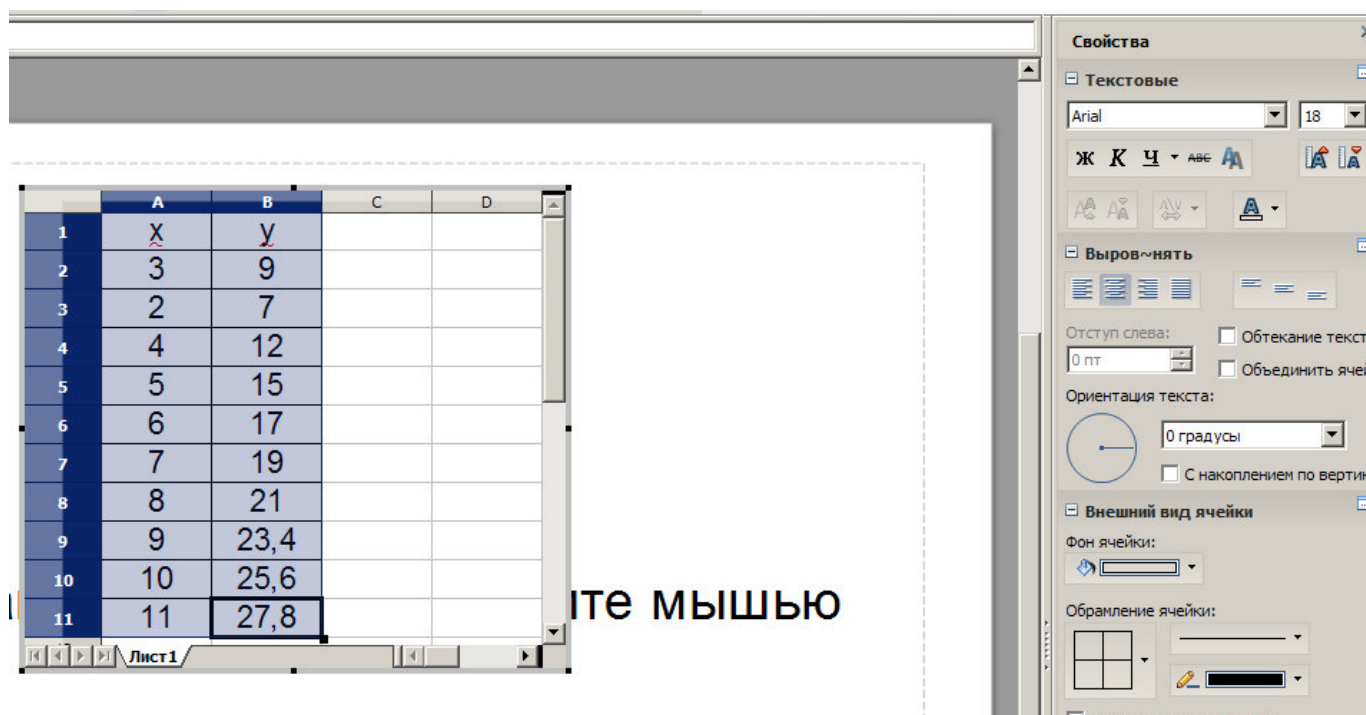 Свойства
Текстовые
Arial 18
Ж К Ч ABC
Выров~нять
Отступ слева: Обтекание текст
0 пт Объединить ячей
Ориентация текста:
0 градусы
С накоплением по вертик
Внешний вид ячейки
Фон ячейки:
Обрамление ячейки:
A B C D
1 x y
2 3 9
3 2 7
4 4 12
5 5 15
6 6 17
7 7 19
8 8 21
9 9 23,4
10 10 25,6
11 11 27,8
Лист1
те мышью